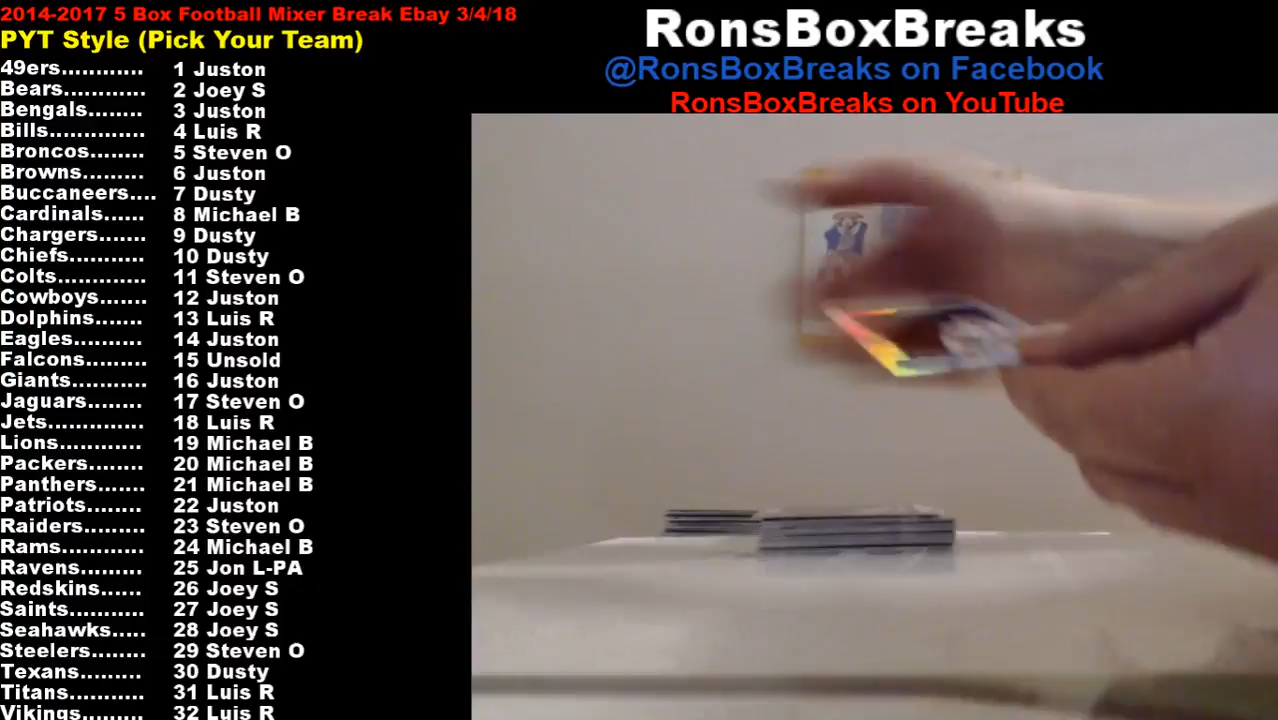 2014-2017 5 Box Football Mixer Break Ebay 3/4/18
PYT Style (Pick Your Team)
49ers............ 1 Juston
Bears............ 2 Joey S
Bengals........ 3 Juston
Bills.............. 4 Luis R
Broncos........ 5 Steven O
Browns......... 6 Juston
Buccaneers.... 7 Dusty
Cardinals...... 8 Michael B
Chargers....... 9 Dusty
Chiefs........... 10 Dusty
Colts............. 11 Steven O
Cowboys....... 12 Juston
Dolphins........ 13 Luis R
Eagles.......... 14 Juston
Falcons......... 15 Unsold
Giants........... 16 Juston
Jaguars........ 17 Steven O
Jets.............. 18 Luis R
Lions............ 19 Michael B
Packers........ 20 Michael B
Panthers....... 21 Michael B
Patriots........ 22 Juston
Raiders......... 23 Steven O
Rams............ 24 Michael B
Ravens......... 25 Jon L-PA
Redskins...... 26 Joey S
Saints........... 27 Joey S
Seahawks..... 28 Joey S
Steelers........ 29 Steven O
Texans......... 30 Dusty
Titans........... 31 Luis R
Vikings......... 32 Luis R
RonsBoxBreaks
@RonsBoxBreaks on Facebook
RonsBoxBreaks on YouTube